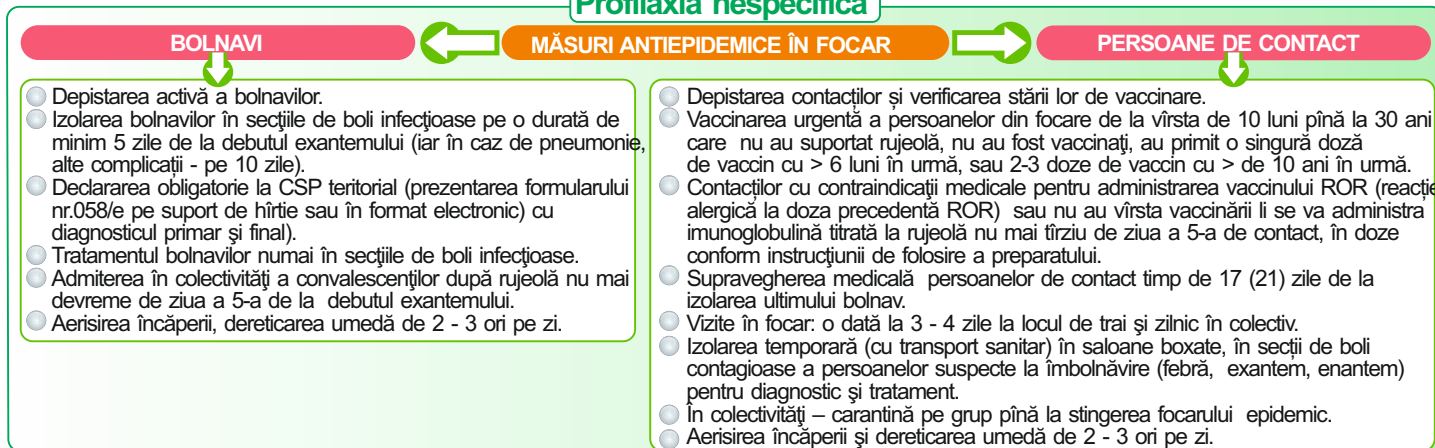 Profilaxia nespecifică
BOLNAVI
MĂSURI ANTIEPIDEMICE ÎN FOCAR
PERSOANE DE CONTACT
Depistarea activă a bolnavilor.
Izolarea bolnavilor în secţiile de boli infecţioase pe o durată de
minim 5 zile de la debutul exantemului (iar în caz de pneumonie,
alte complicații - pe 10 zile).
Declararea obligatorie la CSP teritorial (prezentarea formularului
nr.058/e pe suport de hîrtie sau în format electronic) cu
diagnosticul primar şi final).
Tratamentul bolnavilor numai în secţiile de boli infecţioase.
Admiterea în colectivităţi a convalescenţilor după rujeolă nu mai
devreme de ziua a 5-a de la debutul exantemului.
Aerisirea încăperii, dereticarea umedă de 2 - 3 ori pe zi.
Depistarea contacților și verificarea stării lor de vaccinare.
Vaccinarea urgentă a persoanelor din focare de la vîrsta de 10 luni pînă la 30 ani
care nu au suportat rujeolă, nu au fost vaccinaţi, au primit o singură doză
de vaccin cu > 6 luni în urmă, sau 2-3 doze de vaccin cu > de 10 ani în urmă.
Contacţilor cu contraindicaţii medicale pentru administrarea vaccinului ROR (reacție
alergică la doza precedentă ROR) sau nu au vîrsta vaccinării li se va administra
imunoglobulină titrată la rujeolă nu mai tîrziu de ziua a 5-a de contact, în doze
conform instrucţiunii de folosire a preparatului.
Supravegherea medicală persoanelor de contact timp de 17 (21) zile de la
izolarea ultimului bolnav.
Vizite în focar: o dată la 3 - 4 zile la locul de trai și zilnic în colectiv.
Izolarea temporară (cu transport sanitar) în saloane boxate, în secții de boli
contagioase a persoanelor suspecte la îmbolnăvire (febră, exantem, enantem)
pentru diagnostic şi tratament.
În colectivităţi – carantină pe grup pînă la stingerea focarului epidemic.
Aerisirea încăperii și dereticarea umedă de 2 - 3 ori pe zi.